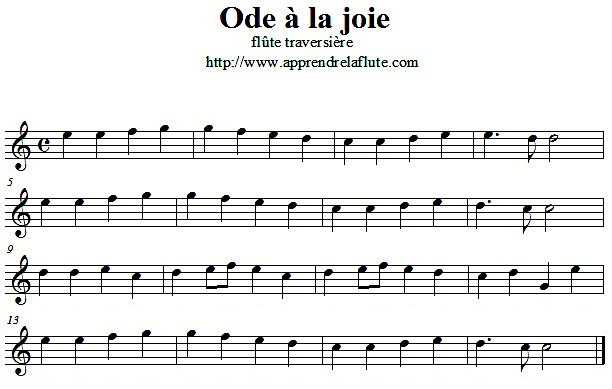 Ode à la joie
flûte traversière
http://www.apprendrelaflute.com
5
9
13